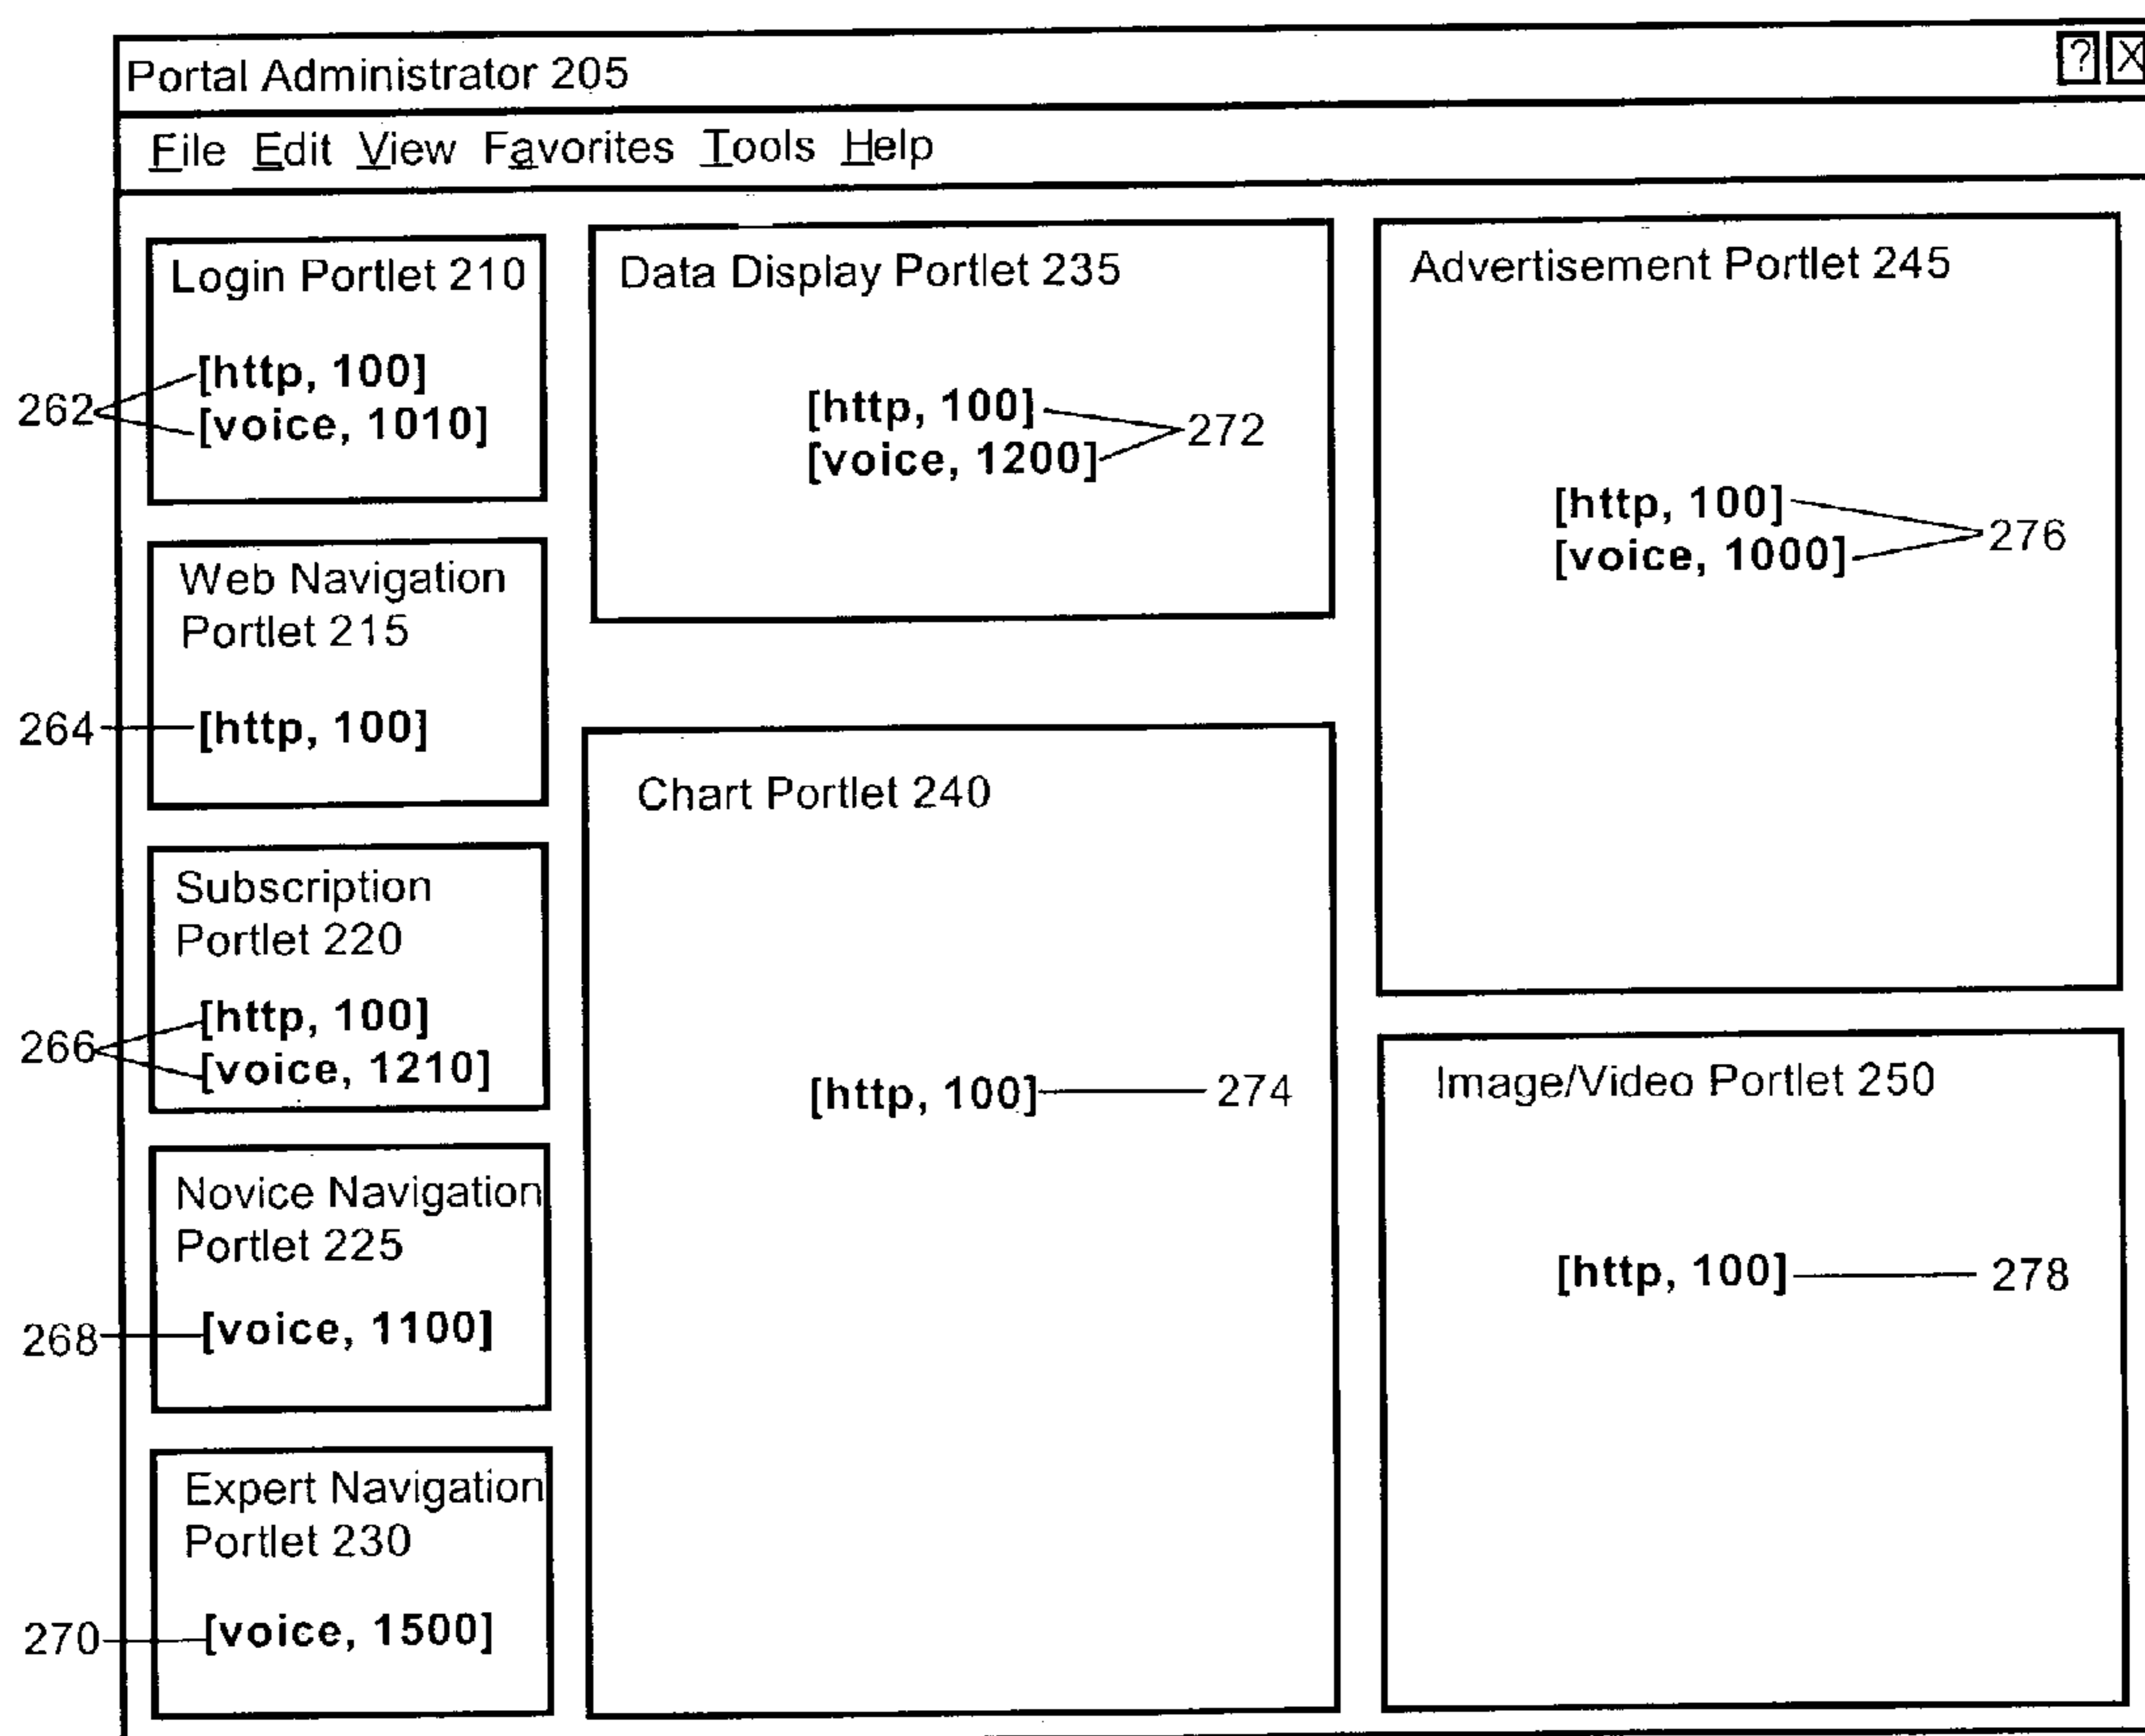 Portal Administrator 205
? X
File Edit View Favorites Tools Help
Login Portlet 210
[http, 100]
[voice, 1010]
262
Web Navigation
Portlet 215
[http, 100]
264
Subscription
Portlet 220
[http, 100]
[voice, 1210]
266
Novice Navigation
Portlet 225
[voice, 1100]
268
Expert Navigation
Portlet 230
[voice, 1500]
270
Data Display Portlet 235
[http, 100]
[voice, 1200]
272
Chart Portlet 240
[http, 100]
274
Advertisement Portlet 245
[http, 100]
[voice, 1000]
276
Image/Video Portlet 250
[http, 100]
278